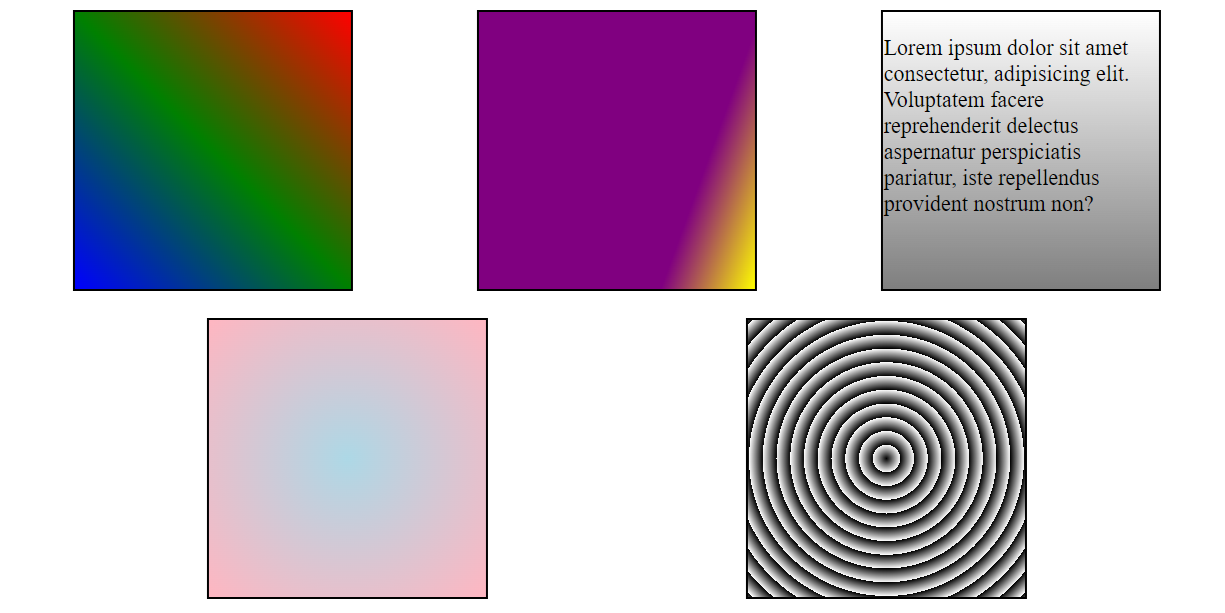 Lorem ipsum dolor sit amet
consectetur, adipisicing elit.
Voluptatem facere
reprehenderit delectus
aspernatur perspiciatis
pariatur, iste repellendus
provident nostrum non?